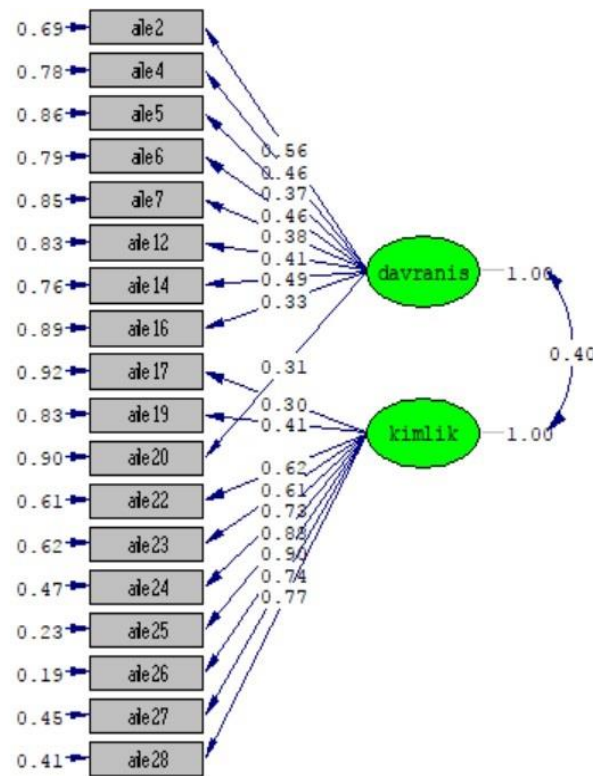 0.69 aile2
0.78 aile4
0.86 aile5
0.79 aile6
0.85 aile7
0.83 aile12
0.76 aile14
0.89 aile16
0.92 aile17
0.83 aile19
0.90 aile20
0.61 aile22
0.62 aile23
0.47 aile24
0.23 aile25
0.19 aile26
0.45 aile27
0.41 aile28
0.56
0.46
0.37
0.46
0.38
0.41
0.49
0.33
0.31
0.30
0.41
0.62
0.61
0.73
0.88
0.90
0.74
0.77
davranis 1.00
0.40
kimlik 1.00